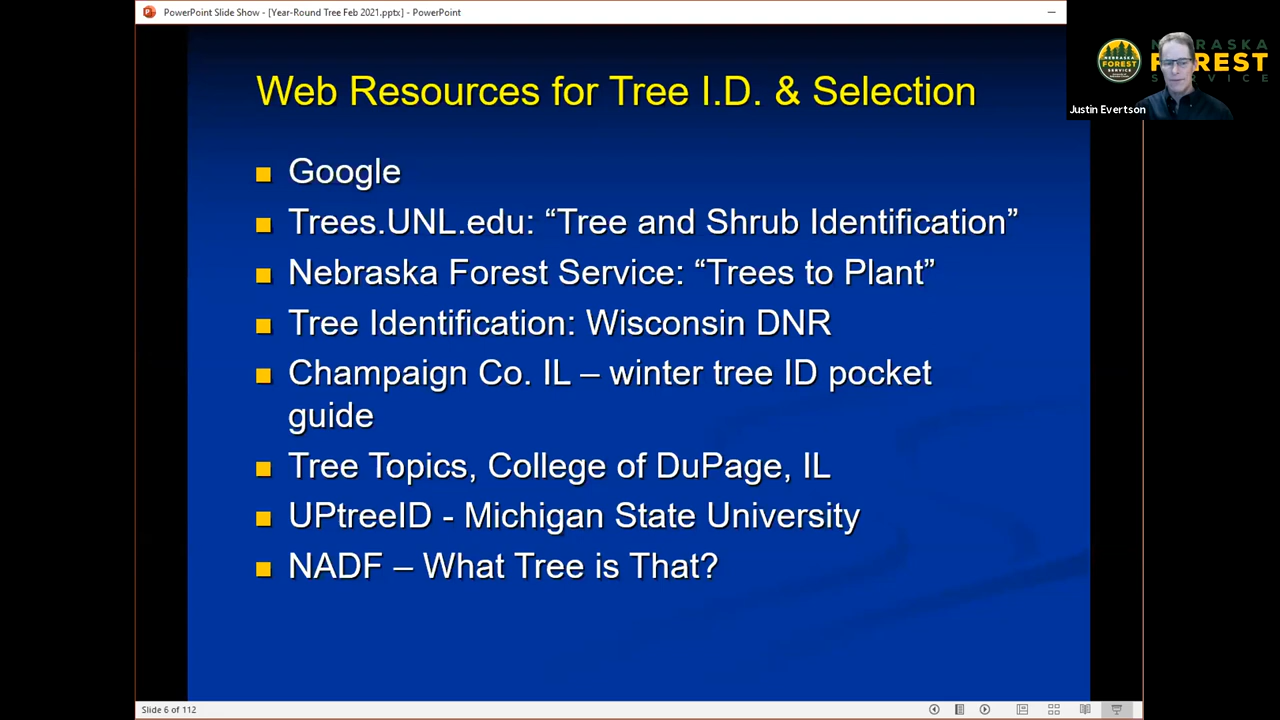 PowerPoint Slide Show - [Year-Round Tree Feb 2021.pptx] - PowerPoint
Web Resources for Tree I.D. & Selection
Google
Trees.UNL.edu: “Tree and Shrub Identification”
Nebraska Forest Service: “Trees to Plant”
Tree Identification: Wisconsin DNR
Champaign Co. IL – winter tree ID pocket
guide
Tree Topics, College of DuPage, IL
UPtreeID - Michigan State University
NADF – What Tree is That?
NEBRASKA
FOREST
SERVICE
Justin Evertson
Slide 6 of 112